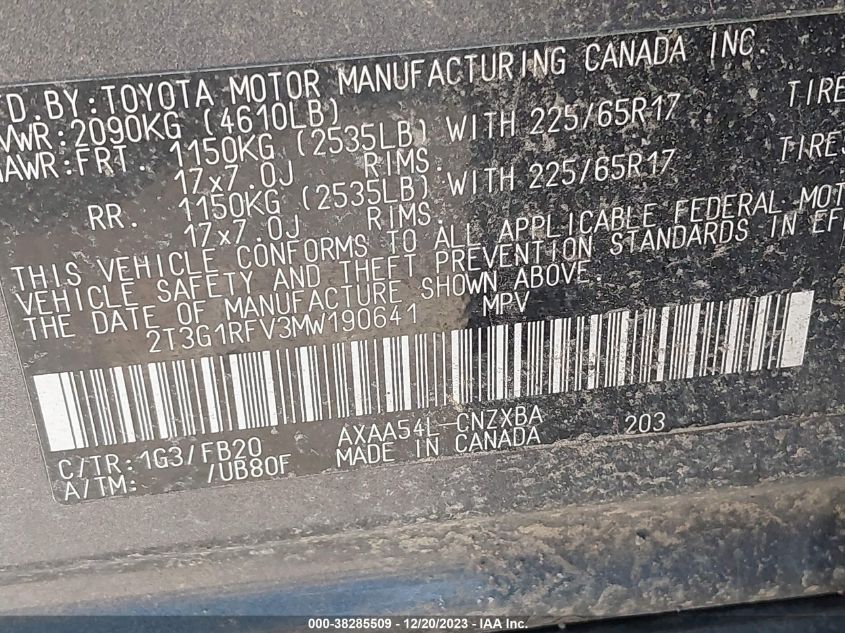 FD.BY:TOYOTA MOTOR MANUFACTURING CANADA INC.
VWR:2090KG (4610LB)
AWR:FRT. 1150KG (2535LB) WITH 225/65R17 TIRE
17x7.0J RIMS.
RR. 1150KG (2535LB) WITH 225/65R17 TIRES
17x7.0J RIMS.
THIS VEHICLE CONFORMS TO ALL APPLICABLE FEDERAL MOT
VEHICLE SAFETY AND THEFT PREVENTION STANDARDS IN EF
THE DATE OF MANUFACTURE SHOWN ABOVE.
2T3G1RFV3MW190641 MPV
C/TR:1G3/FB20 AXAA54L-CNZXBA 203
A/TM: /UB80F MADE IN CANADA
000-38285509 - 12/20/2023 - IAA Inc.